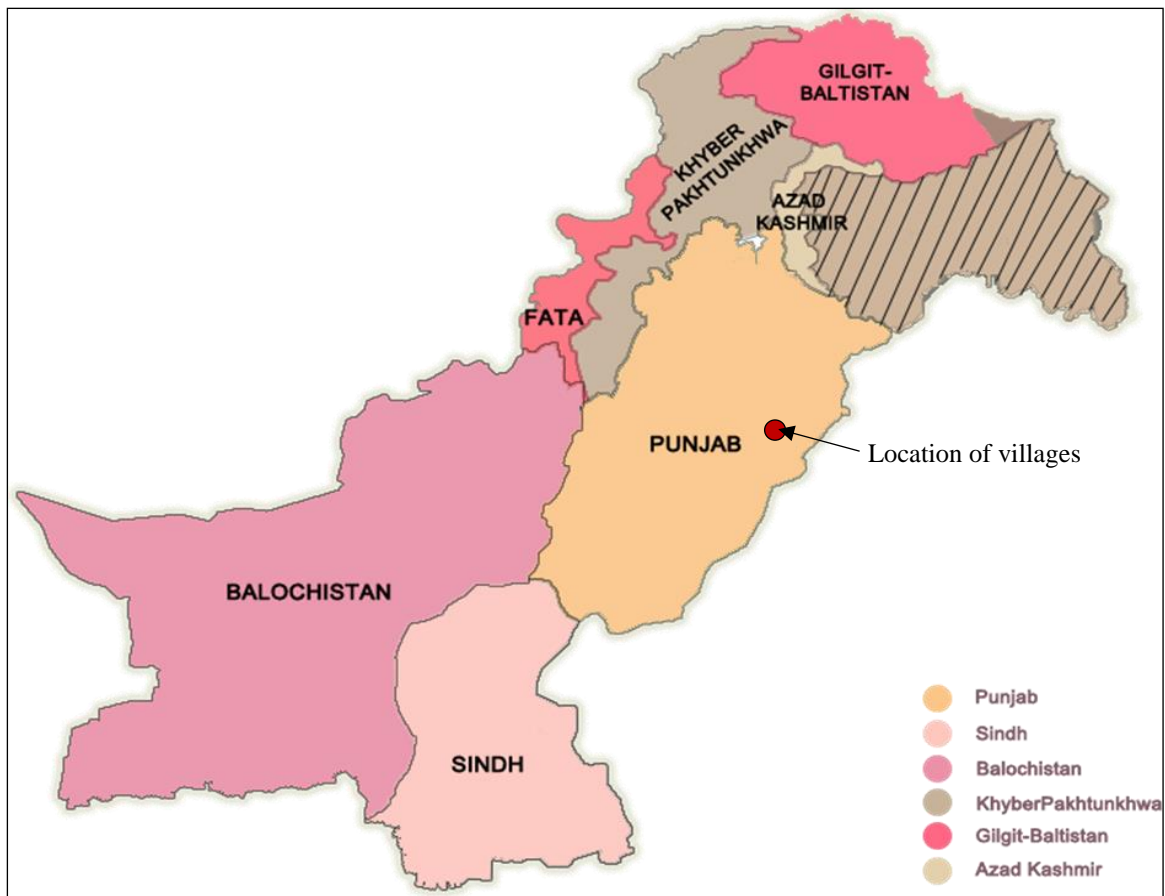 GILGIT-
BALTISTAN
KHYBER
PAKHTUNKHWA
AZAD
KASHMIR
FATA
PUNJAB
Location of villages
BALOCHISTAN
SINDH
Punjab
Sindh
Balochistan
KhyberPakhtunkhwa
Gilgit-Baltistan
Azad Kashmir